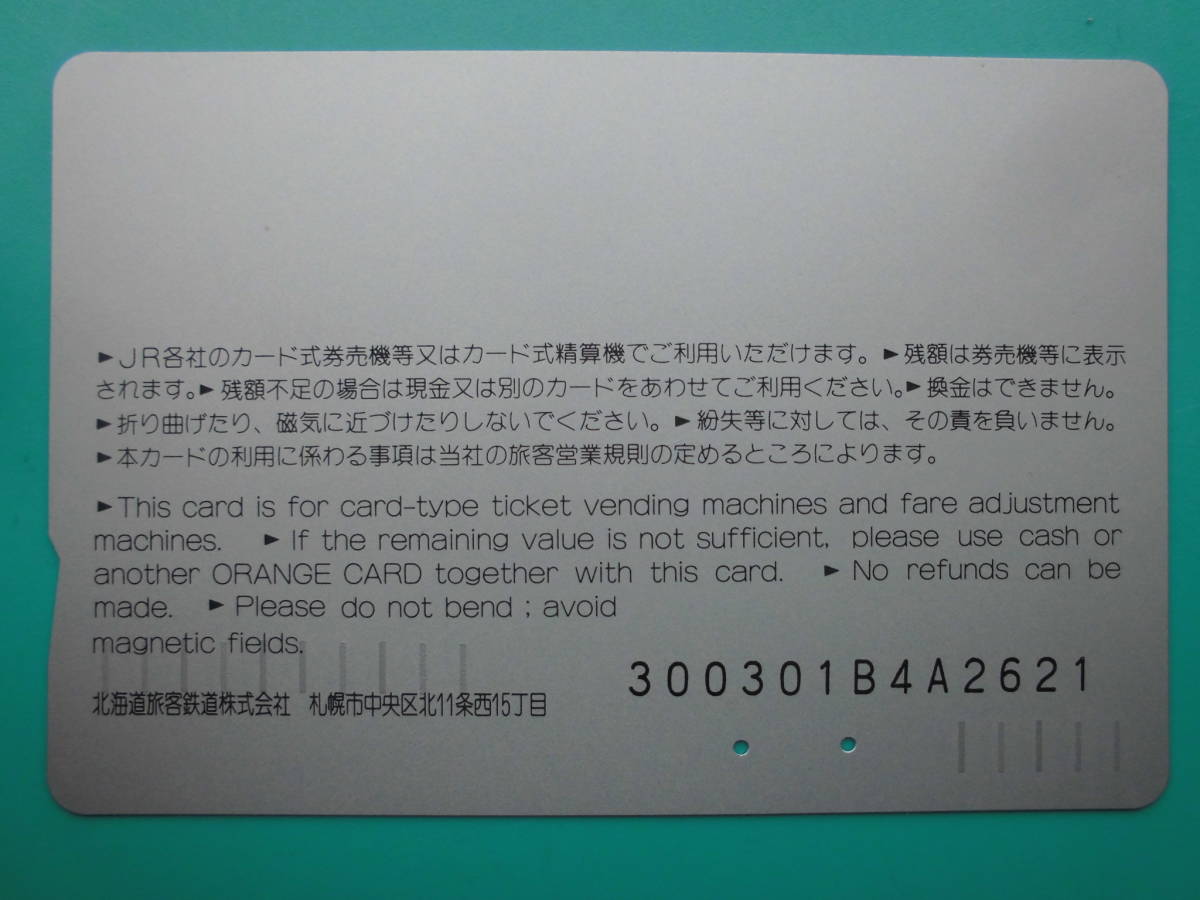 ►JR各社のカード式券売機等又はカード式精算機でご利用いただけます。►残額は券売機等に表示
されます。►残額不足の場合は現金又は別のカードをあわせてご利用ください。►換金はできません。
►折り曲げたり、磁気に近づけたりしないでください。►紛失等に対しては、その責を負いません。
►本カードの利用に係わる事項は当社の旅客営業規則の定めるところによります。
►This card is for card-type ticket vending machines and fare adjustment
machines. ►If the remaining value is not sufficient, please use cash or
another ORANGE CARD together with this card. ►No refunds can be
made. ►Please do not bend ; avoid
magnetic fields.
300301B4A2621
北海道旅客鉄道株式会社 札幌市中央区北11条西15丁目